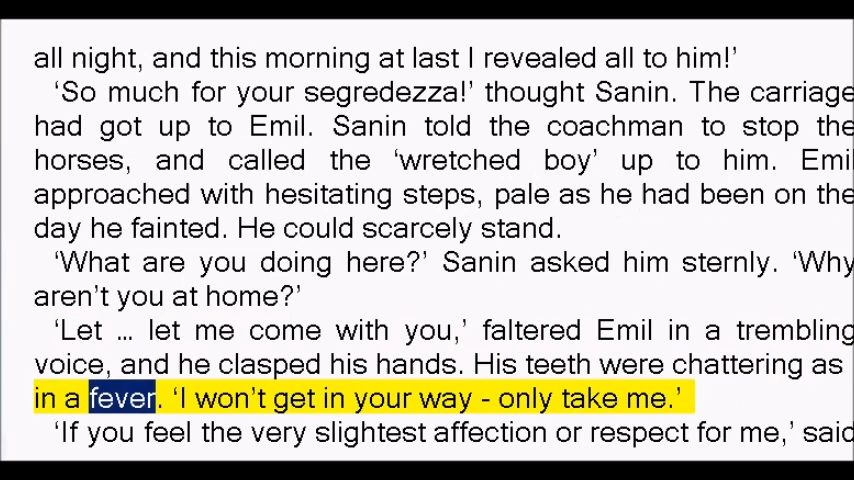 all night, and this morning at last I revealed all to him!’
‘So much for your segredezza!’ thought Sanin. The carriage
had got up to Emil. Sanin told the coachman to stop the
horses, and called the ‘wretched boy’ up to him. Emil
approached with hesitating steps, pale as he had been on the
day he fainted. He could scarcely stand.
‘What are you doing here?’ Sanin asked him sternly. ‘Why
aren’t you at home?’
‘Let ... let me come with you,’ faltered Emil in a trembling
voice, and he clasped his hands. His teeth were chattering as
in a fever. ‘I won’t get in your way - only take me.’
‘If you feel the very slightest affection or respect for me,’ said